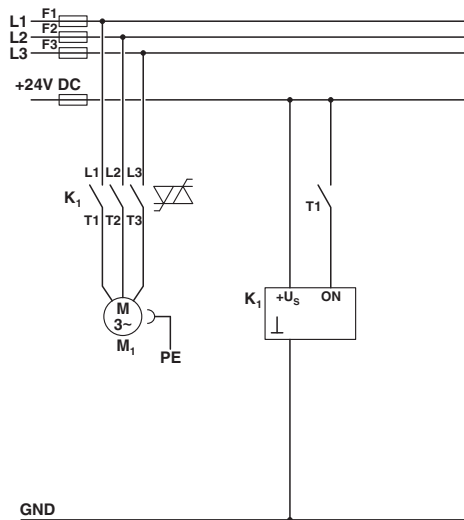 L1 F1
L2 F2
L3 F3
+24V DC
L1 L2 L3
K1
T1 T2 T3
T1
K1 +US ON
M
3~
M1
PE
GND